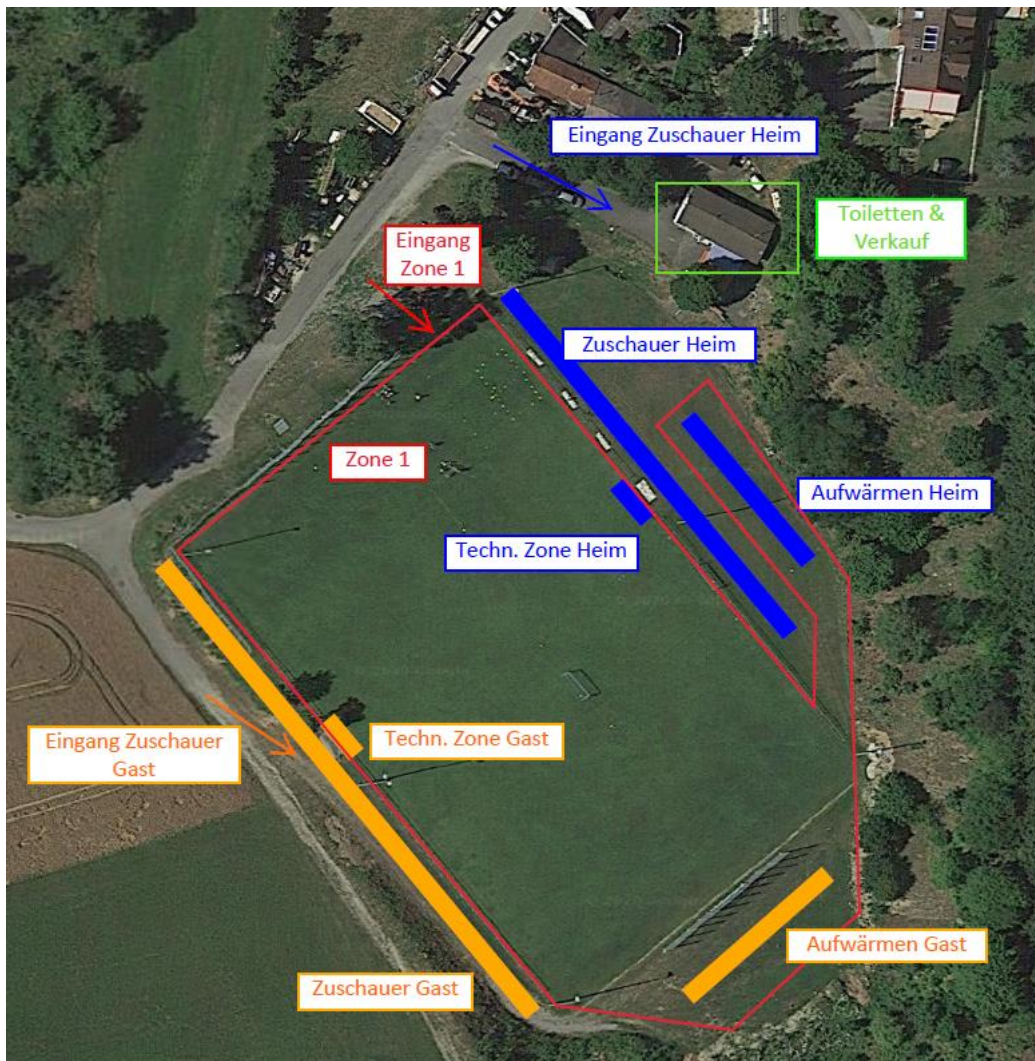 Eingang Zuschauer Heim
Toiletten &
Verkauf
Eingang
Zone 1
Zuschauer Heim
Zone 1
Aufwärmen Heim
Techn. Zone Heim
Eingang Zuschauer
Gast
Techn. Zone Gast
Aufwärmen Gast
Zuschauer Gast